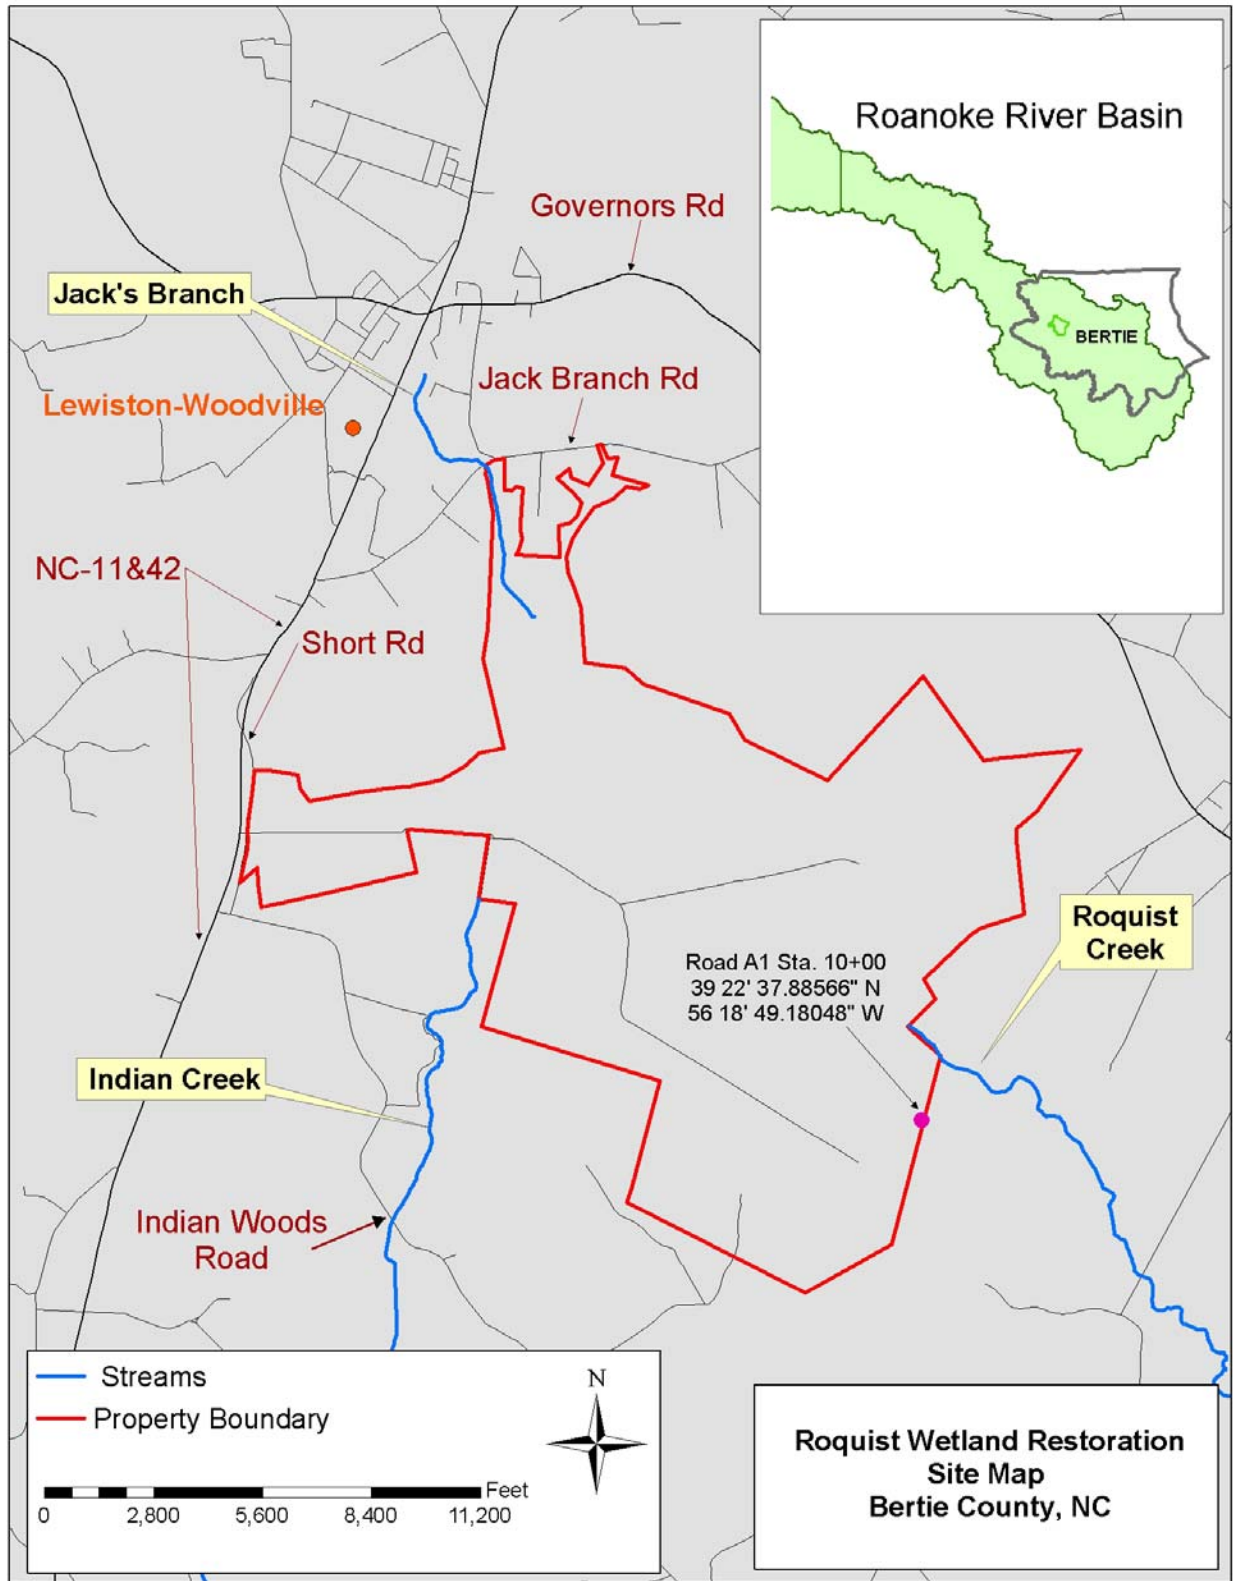 Roanoke River Basin
BERTIE
Governors Rd
Jack's Branch
Jack Branch Rd
Lewiston-Woodville
NC-11&42
Short Rd
Roquist
Creek
Road A1 Sta. 10+00
39 22' 37.88566" N
56 18' 49.18048" W
Indian Creek
Indian Woods
Road
Streams
Property Boundary
N
Feet
0 2,800 5,600 8,400 11,200
Roquist Wetland Restoration
Site Map
Bertie County, NC